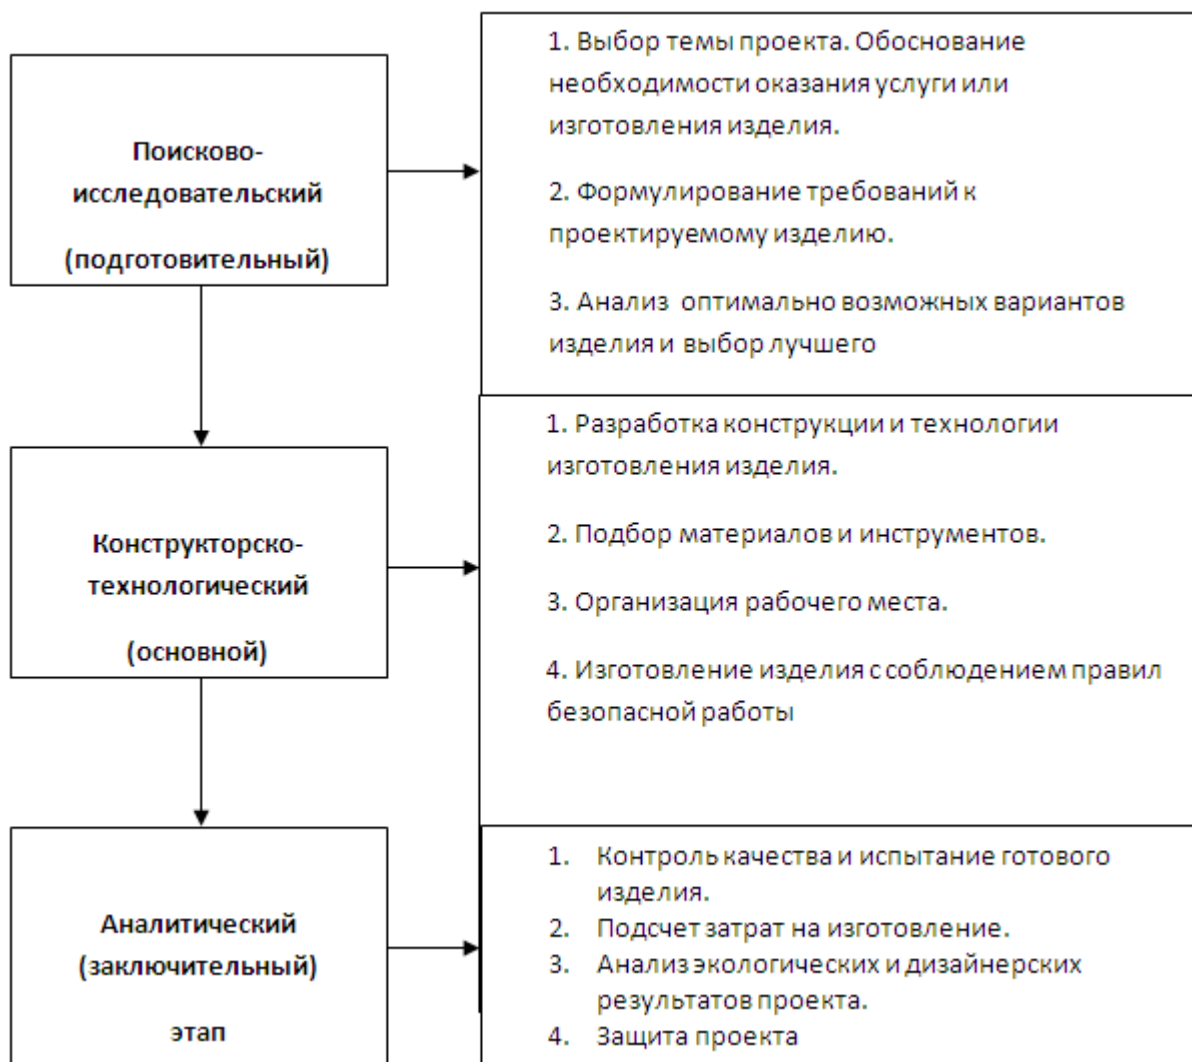 Поисково-
исследовательский
(подготовительный)
1. Выбор темы проекта. Обоснование
необходимости оказания услуги или
изготовления изделия.
2. Формулирование требований к
проектируемому изделию.
3. Анализ оптимально возможных вариантов
изделия и выбор лучшего
Конструкторско-
технологический
(основной)
1. Разработка конструкции и технологии
изготовления изделия.
2. Подбор материалов и инструментов.
3. Организация рабочего места.
4. Изготовление изделия с соблюдением правил
безопасной работы
Аналитический
(заключительный)
этап
1. Контроль качества и испытание готового
изделия.
2. Подсчет затрат на изготовление.
3. Анализ экологических и дизайнерских
результатов проекта.
4. Защита проекта